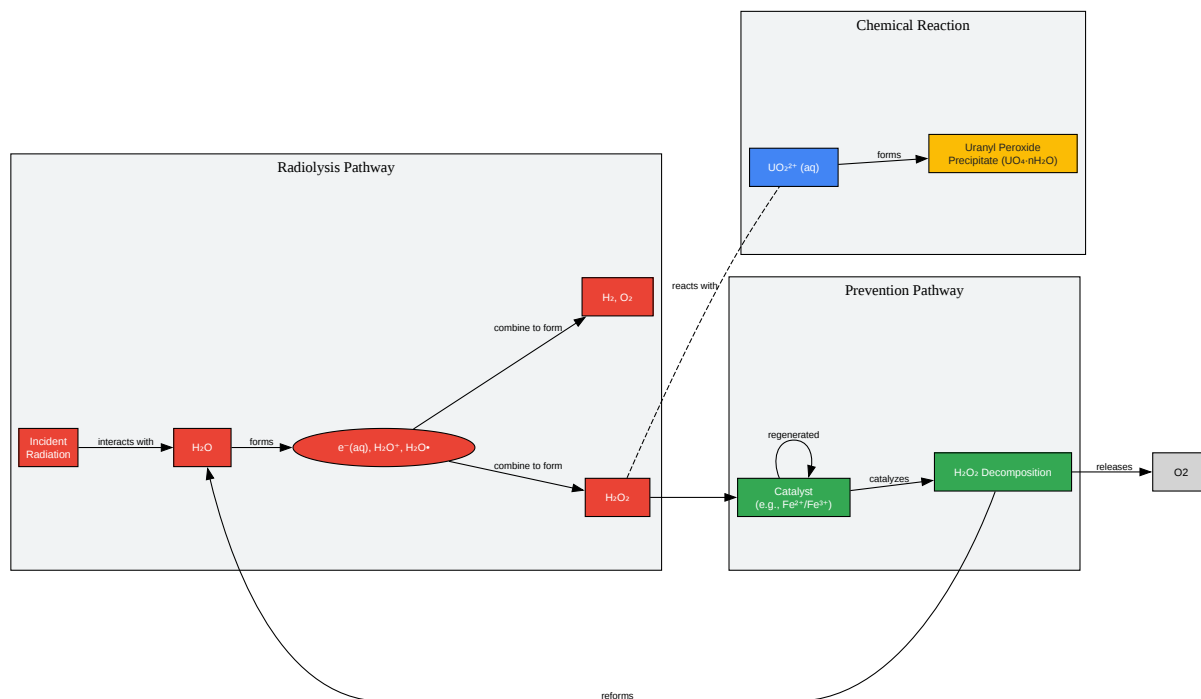 Chemical Reaction
UO₂²⁺ (aq)
forms
Uranyl Peroxide
Precipitate (UO₄·nH₂O)
Radiolysis Pathway
Incident
Radiation
interacts with
H₂O
forms
e⁻(aq), H₂O⁺, H₂O•
combine to form
H₂, O₂
combine to form
H₂O₂
reacts with
Prevention Pathway
regenerated
Catalyst
(e.g., Fe²⁺/Fe³⁺)
catalyzes
H₂O₂ Decomposition
releases
O2
reforms